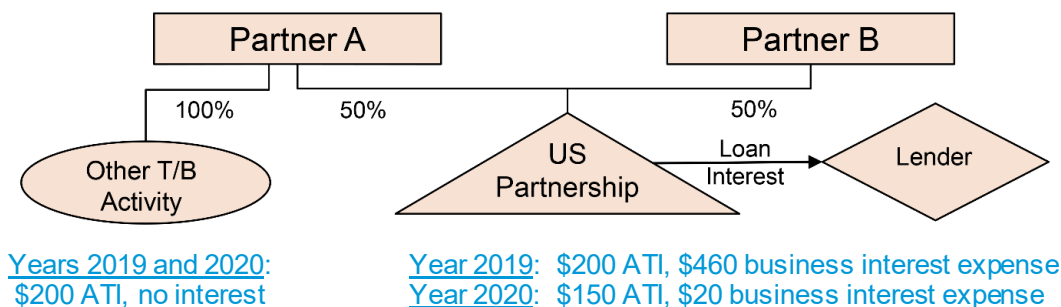 Partner A
Partner B
100%
50%
50%
Other T/B
Activity
US
Partnership
Loan
Interest
Lender
Years 2019 and 2020:
$200 ATI, no interest
Year 2019: $200 ATI, $460 business interest expense
Year 2020: $150 ATI, $20 business interest expense